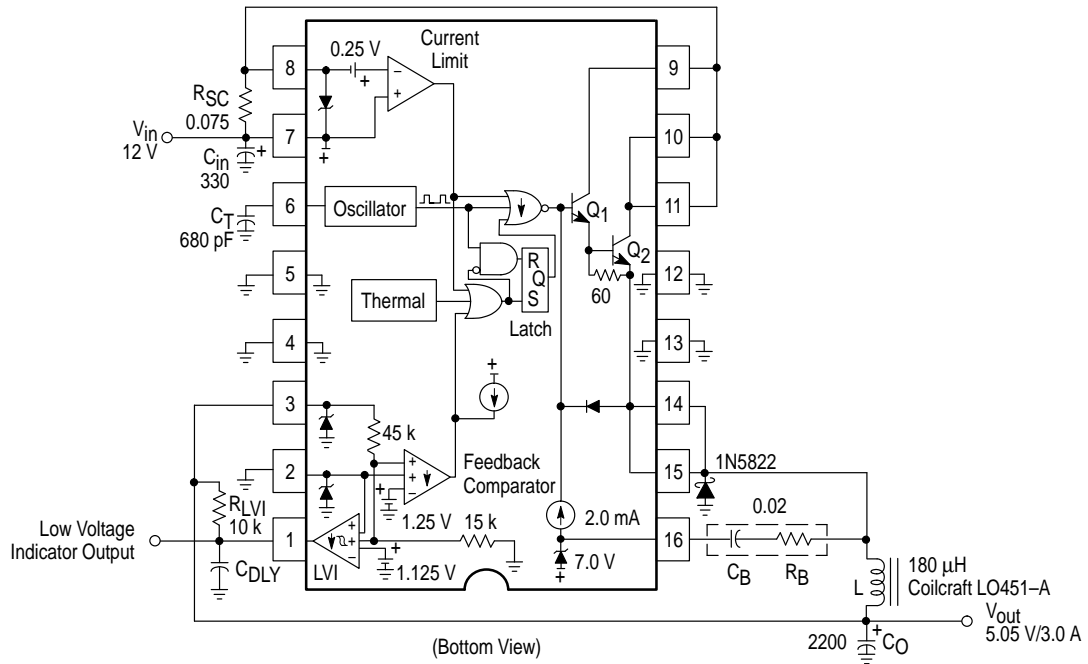 Current
Limit
0.25 V
+
−
+
8
9
RSC
0.075
Vin
12 V
7
+
Cin
330
+
10
6
Oscillator
Q1
11
CT
680 pF
Q2
5
R
Q
S
60
12
Thermal
Latch
4
13
+
3
14
45 k
1N5822
2
+
+
−
+
Feedback
Comparator
15
RLVI
10 k
1.25 V
15 k
2.0 mA
0.02
Low Voltage
Indicator Output
1
+
+
−
+
16
CDLY
LVI
1.125 V
7.0 V
+
CB
RB
L
180 µH
Coilcraft LO451–A
Vout
5.05 V/3.0 A
(Bottom View)
2200
+
CO